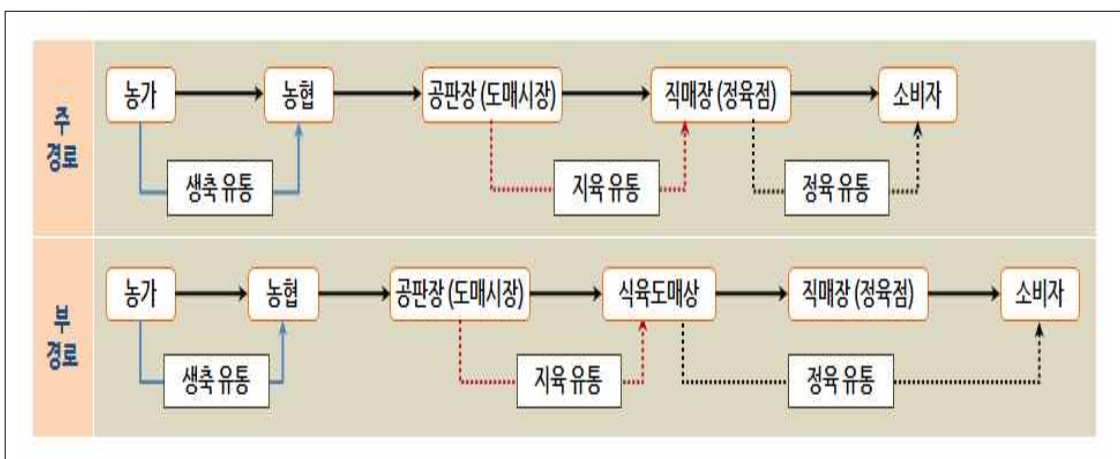 주
경로
농가
농협
공판장 (도매시장)
직매장 (정육점)
소비자
생축 유통
지육 유통
정육 유통
부
경로
농가
농협
공판장 (도매시장)
식육도매상
직매장 (정육점)
소비자
생축 유통
지육 유통
정육 유통